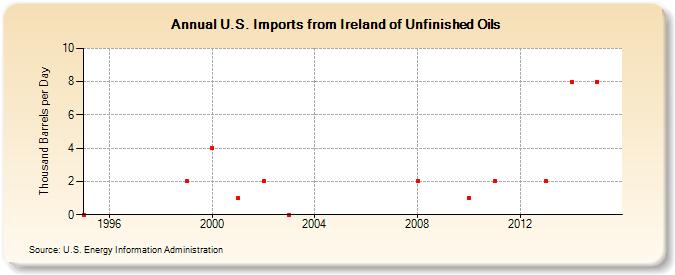 Annual U.S. Imports from Ireland of Unfinished Oils
Thousand Barrels per Day
10
8
6
4
2
0
1996 2000 2004 2008 2012
Source: U.S. Energy Information Administration